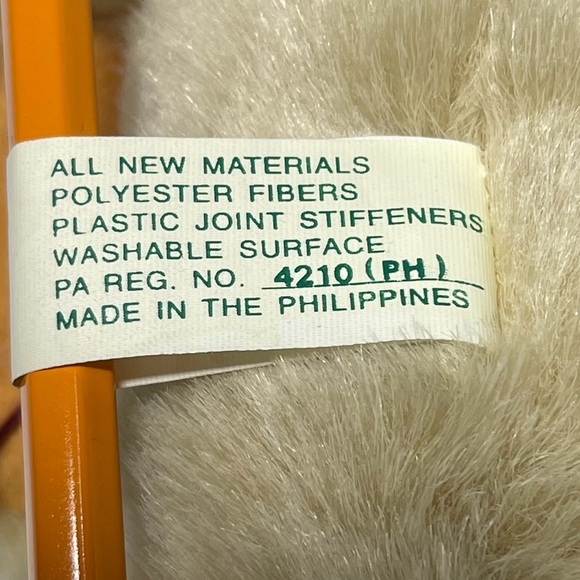 ALL NEW MATERIALS
POLYESTER FIBERS
PLASTIC JOINT STIFFENERS
WASHABLE SURFACE
PA REG. NO. 4210 (PH)
MADE IN THE PHILIPPINES